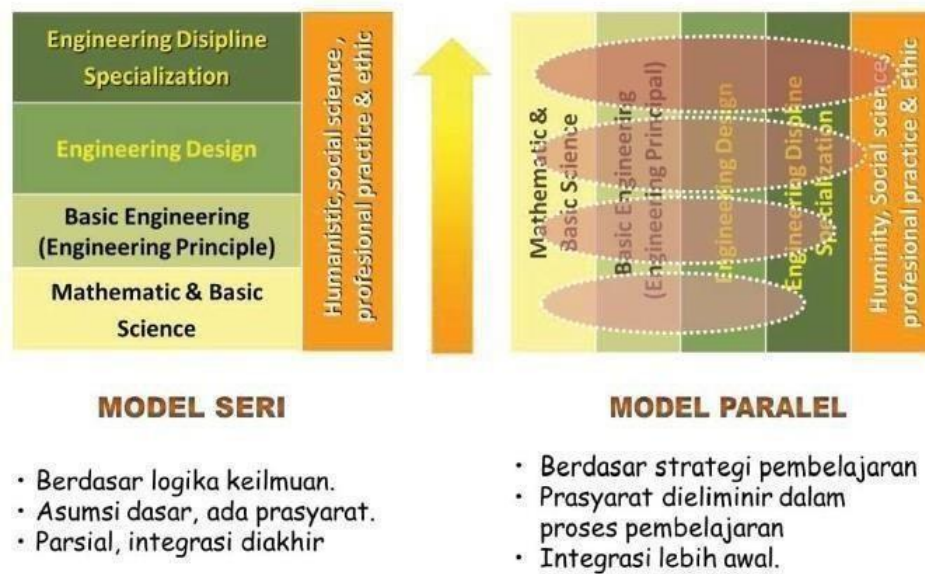 Engineering Disipline
Specialization
Engineering Design
Basic Engineering
(Engineering Principle)
Mathematic & Basic
Science
Humanistic,social science ,
profesional practice & ethic
Mathematic &
Basic Science
Basic Engineering
(Engineering Principal)
Engineering Design
Engineering Displine
Specialization
Huminity, Social sciences,
profesional practice & Ethic
MODEL SERI
• Berdasar logika keilmuan.
• Asumsi dasar, ada prasyarat.
• Parsial, integrasi diakhir
MODEL PARALEL
• Berdasar strategi pembelajaran
• Prasyarat dieliminir dalam
proses pembelajaran
• Integrasi lebih awal.